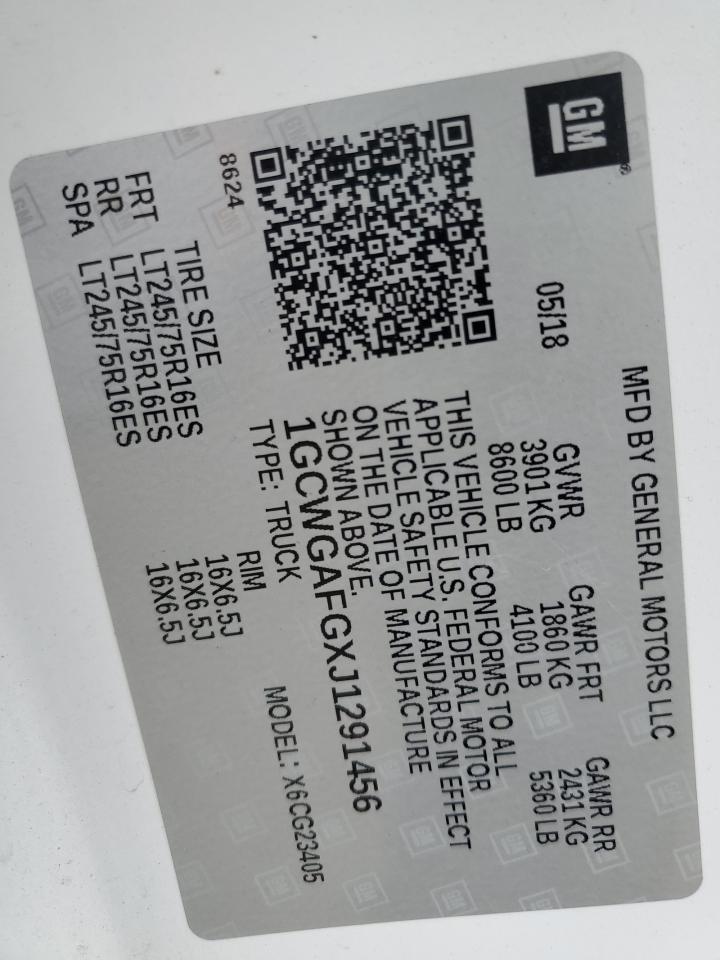 GM
MFD BY GENERAL MOTORS LLC
05/18
GVWR GAWR FRT GAWR RR
3901 KG 1860 KG 2431 KG
8600 LB 4100 LB 5360 LB
THIS VEHICLE CONFORMS TO ALL
APPLICABLE U.S. FEDERAL MOTOR
VEHICLE SAFETY STANDARDS IN EFFECT
ON THE DATE OF MANUFACTURE
SHOWN ABOVE.
1GCWGAFGXJ1291456
TYPE: TRUCK MODEL: X6CG23405
8624
TIRE SIZE RIM
FRT LT245/75R16ES 16X6.5J
RR LT245/75R16ES 16X6.5J
SPA LT245/75R16ES 16X6.5J